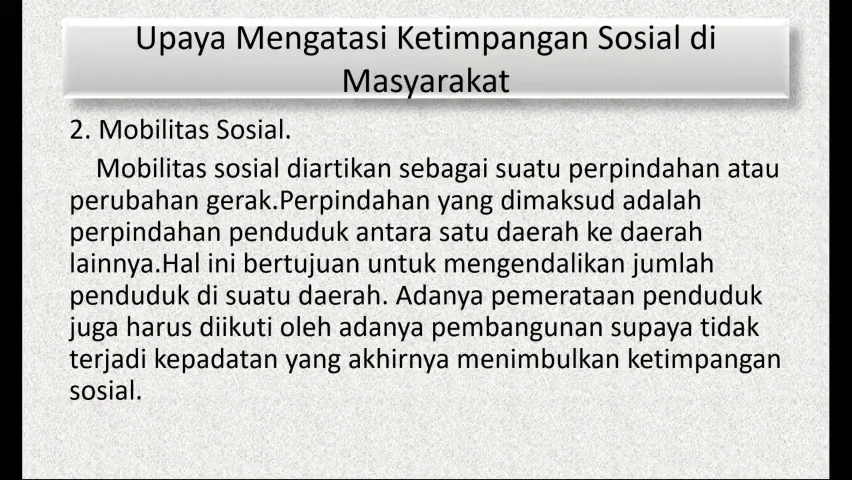 Upaya Mengatasi Ketimpangan Sosial di
Masyarakat
2. Mobilitas Sosial.
Mobilitas sosial diartikan sebagai suatu perpindahan atau
perubahan gerak.Perpindahan yang dimaksud adalah
perpindahan penduduk antara satu daerah ke daerah
lainnya.Hal ini bertujuan untuk mengendalikan jumlah
penduduk di suatu daerah. Adanya pemerataan penduduk
juga harus diikuti oleh adanya pembangunan supaya tidak
terjadi kepadatan yang akhirnya menimbulkan ketimpangan
sosial.